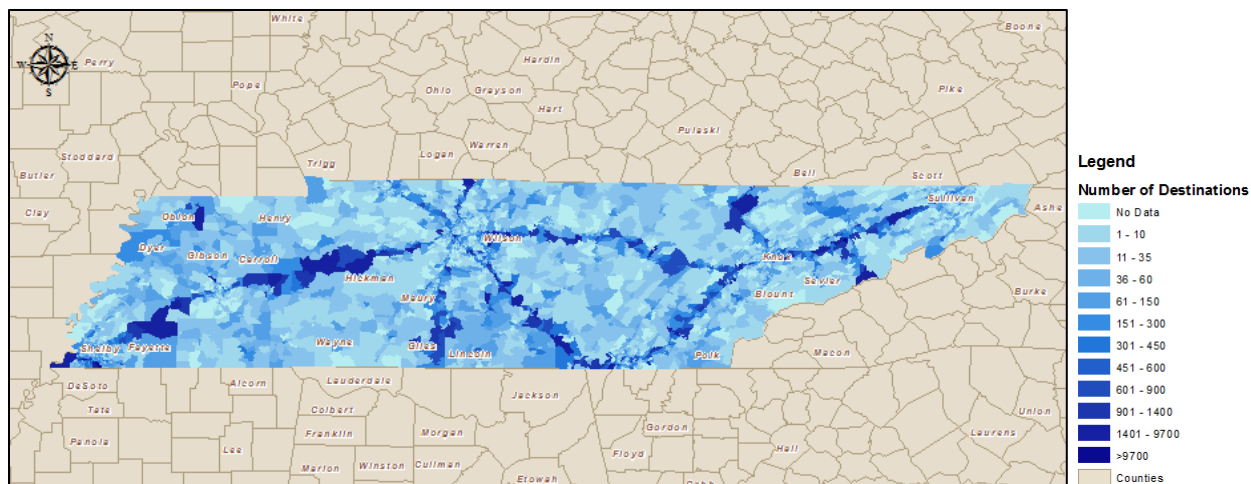 White
Boone
N
W E
S
Perry
Hardin
Pope
Ohio
Grayson
Pike
Hart
Pulaski
Warren
Logan
Stoddard
Trigg
Butler
Bell
Scott
Sullivan
Ashe
Clay
Obion
Henry
Wilson
Dyer
Gibson
Carroll
Knox
Hickman
Sevier
Blount
Burke
Maury
Wayne
Giles
Shelby
Fayette
Lincoln
Polk
Macon
DeSoto
Alcorn
Lauderdale
Jackson
Tate
Colbert
Union
Panola
Franklin
Morgan
Gordon
Laurens
Lee
Hall
Floyd
Marion
Winston
Cullman
Etowah
Cobb
Legend
Number of Destinations
No Data
1 - 10
11 - 35
36 - 60
61 - 150
151 - 300
301 - 450
451 - 600
601 - 900
901 - 1400
1401 - 9700
>9700
Counties